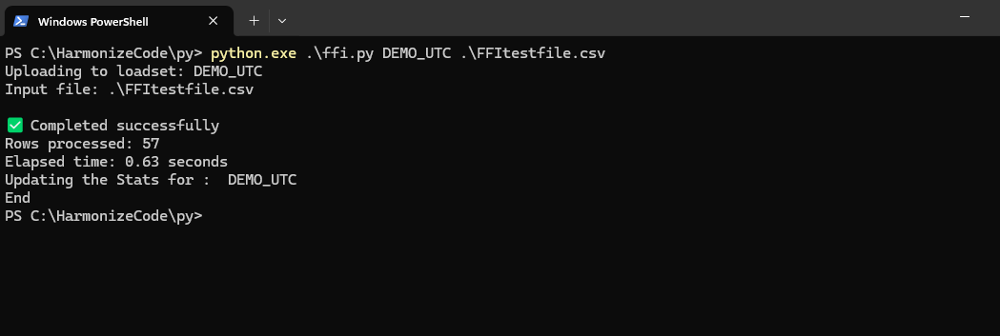 Windows PowerShell
PS C:\HarmonizeCode\py> python.exe .\ffi.py DEMO_UTC .\FFItestfile.csv
Uploading to loadset: DEMO_UTC
Input file: .\FFItestfile.csv
✅ Completed successfully
Rows processed: 57
Elapsed time: 0.63 seconds
Updating the Stats for :  DEMO_UTC
End
PS C:\HarmonizeCode\py>